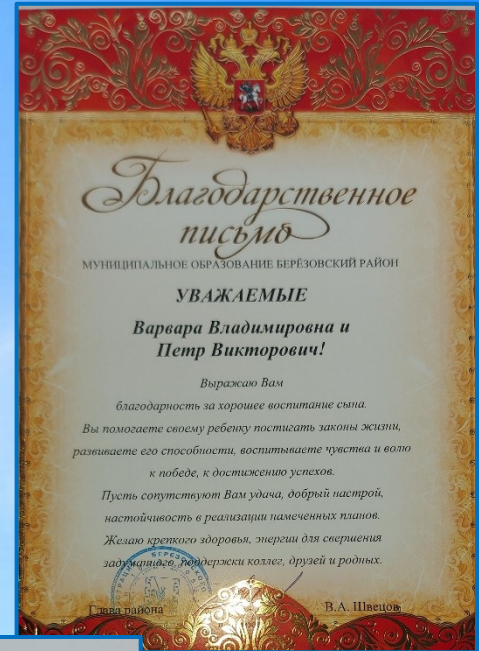 Благодарственное
письмо
МУНИЦИПАЛЬНОЕ ОБРАЗОВАНИЕ БЕРЁЗОВСКИЙ РАЙОН
УВАЖАЕМЫЕ
Варвара Владимировна и
Петр Викторович!
Выражаю Вам
благодарность за хорошее воспитание сына.
Вы помогаете своему ребенку постигать законы жизни,
развиваете его способности, воспитываете чувства и волю
к победе, к достижению успехов.
Пусть сопутствуют Вам удача, добрый настрой,
настойчивость в реализации намеченных планов.
Желаю крепкого здоровья, энергии для свершения
задуманного, поддержки коллег, друзей и родных.
Глава района В.А. Швецов